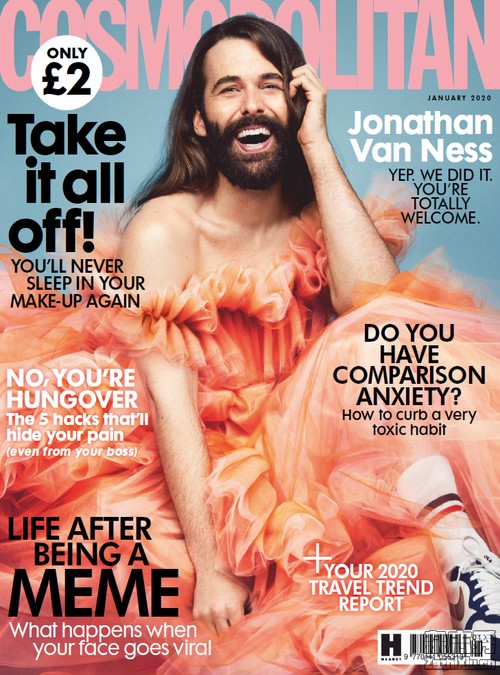 COSMOPOLITAN
ONLY
£2
JANUARY 2020
Take
it all
off!
YOU'LL NEVER
SLEEP IN YOUR
MAKE-UP AGAIN
Jonathan
Van Ness
YEP. WE DID IT.
YOU'RE
TOTALLY
WELCOME.
DO YOU
HAVE
COMPARISON
ANXIETY?
How to curb a very
toxic habit
NO, YOU'RE
HUNGOVER
The 5 hacks that'll
hide your pain
(even from your boss)
LIFE AFTER
BEING A
MEME
What happens when
your face goes viral
+YOUR 2020
TRAVEL TREND
REPORT
H
HEARST